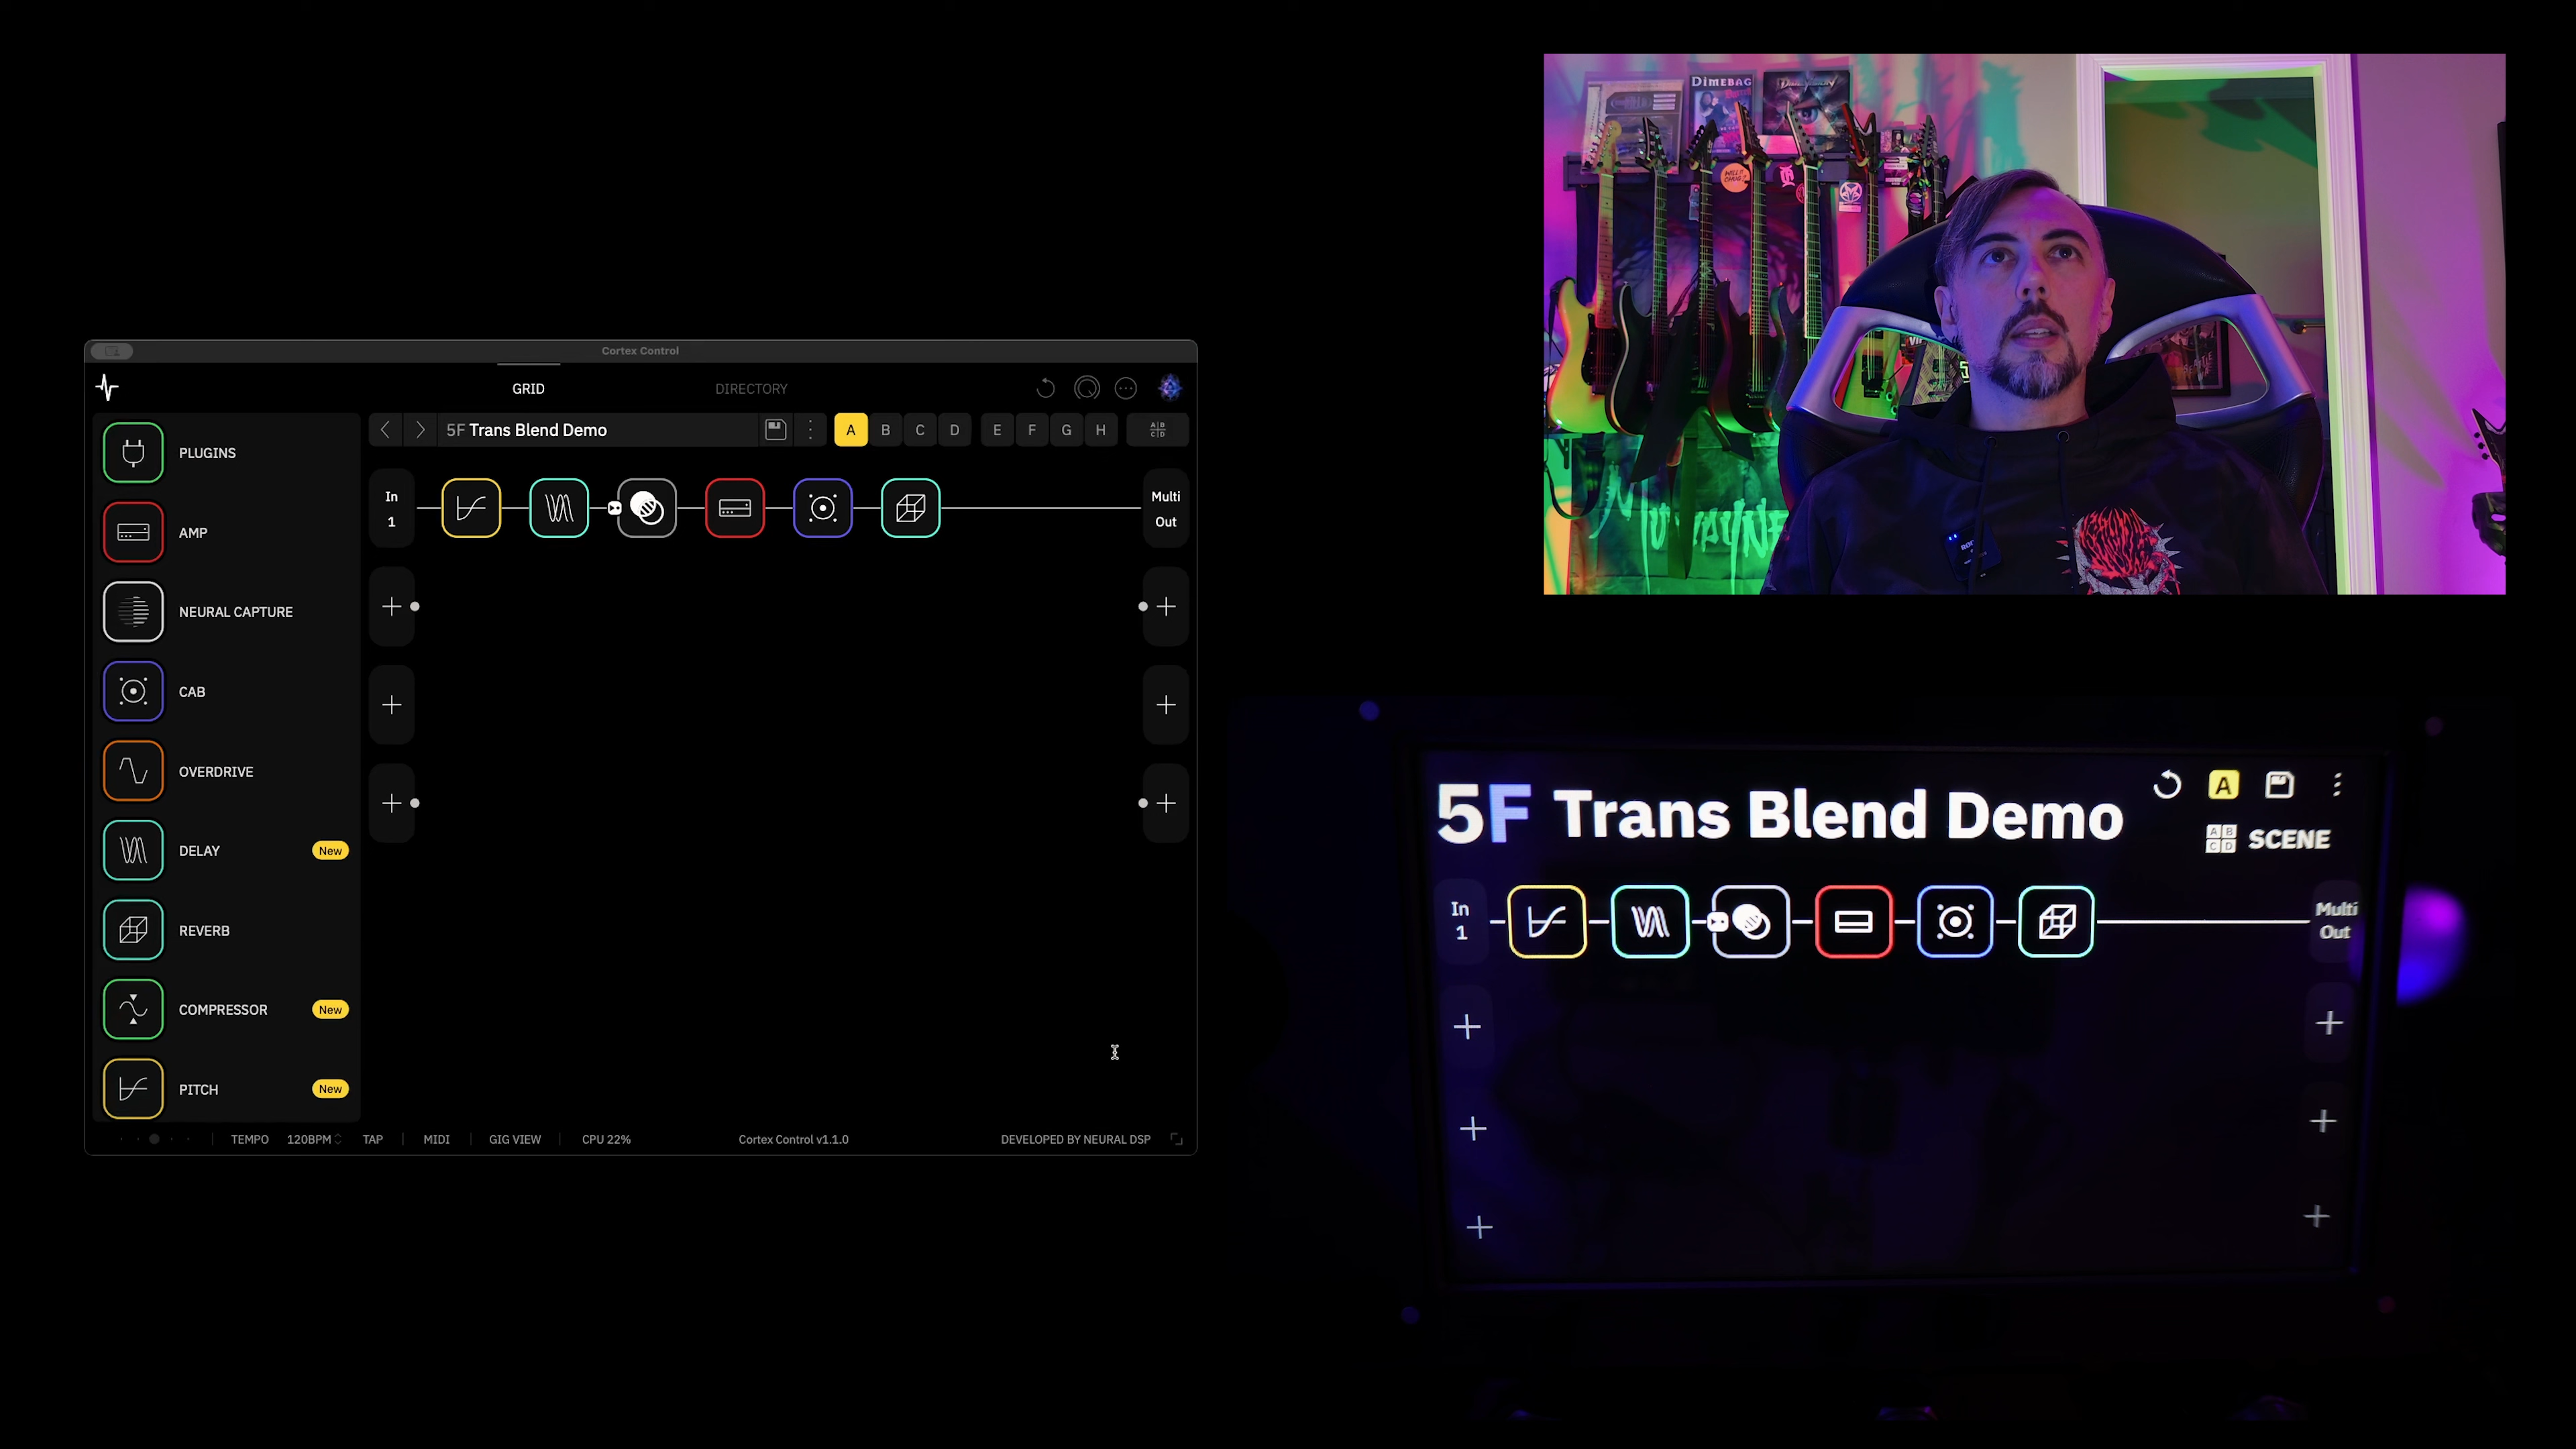 Cortex Control
GRID
DIRECTORY
5F Trans Blend Demo
A
B
C
D
E
F
G
H
A B
C D
PLUGINS
AMP
NEURAL CAPTURE
CAB
OVERDRIVE
DELAY New
REVERB
COMPRESSOR New
PITCH New
In
1
Multi
Out
TEMPO
120BPM
TAP
MIDI
GIG VIEW
CPU 22%
Cortex Control v1.1.0
DEVELOPED BY NEURAL DSP
DIMEBAG
5F Trans Blend Demo
A
A B
C D
SCENE
In
1
Multi
Out